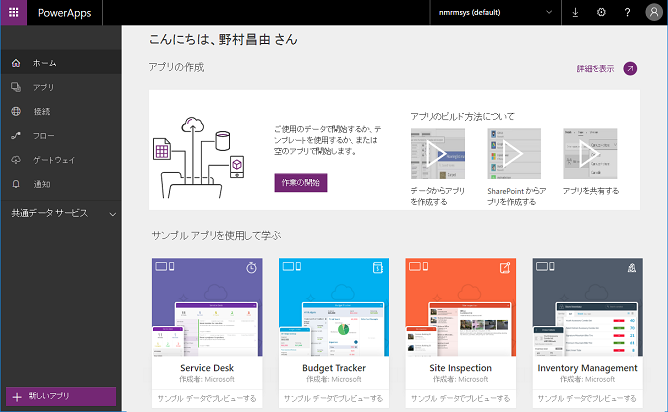 PowerApps
nmrmsys (default)
ホーム
アプリ
接続
フロー
ゲートウェイ
通知
共通データ サービス
新しいアプリ
こんにちは、野村昌由 さん
アプリの作成
詳細を表示
ご使用のデータで開始するか、テ
ンプレートを使用するか、または
空のアプリで開始します。
作業の開始
アプリのビルド方法について
データからアプリ
を作成する
SharePoint からア
プリを作成する
アプリを共有する
サンプル アプリを使用して学ぶ
Service Desk
作成者: Microsoft
サンプル データでプレビューする
Budget Tracker
作成者: Microsoft
サンプル データでプレビューする
Site Inspection
作成者: Microsoft
サンプル データでプレビューする
Inventory Management
作成者: Microsoft
サンプル データでプレビューする